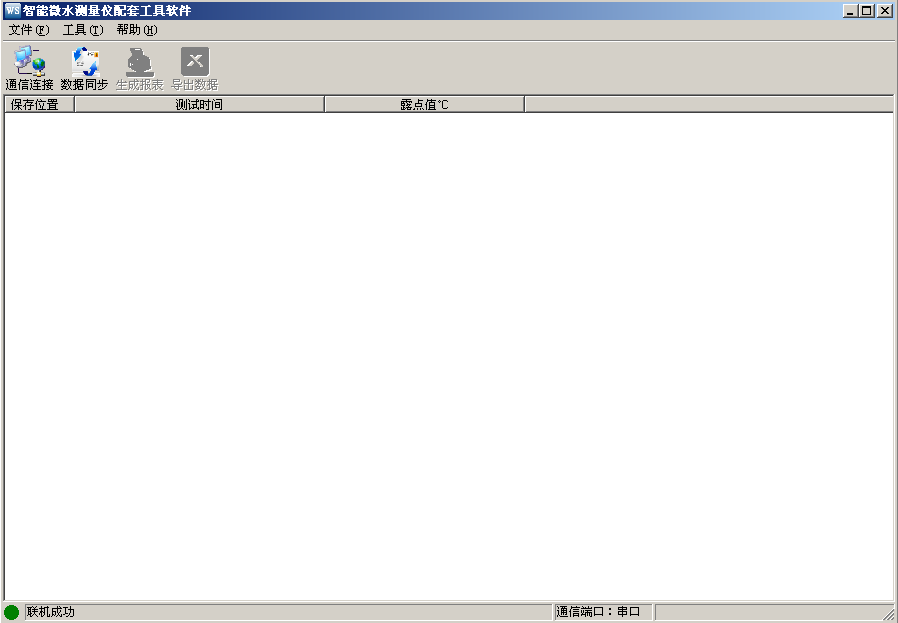 WS 智能微水测量仪配套工具软件
文件(F) 工具(T) 帮助(H)
通信连接 数据同步 生成报表 导出数据
保存位置 测试时间 露点值℃
联机成功 通信端口：串口